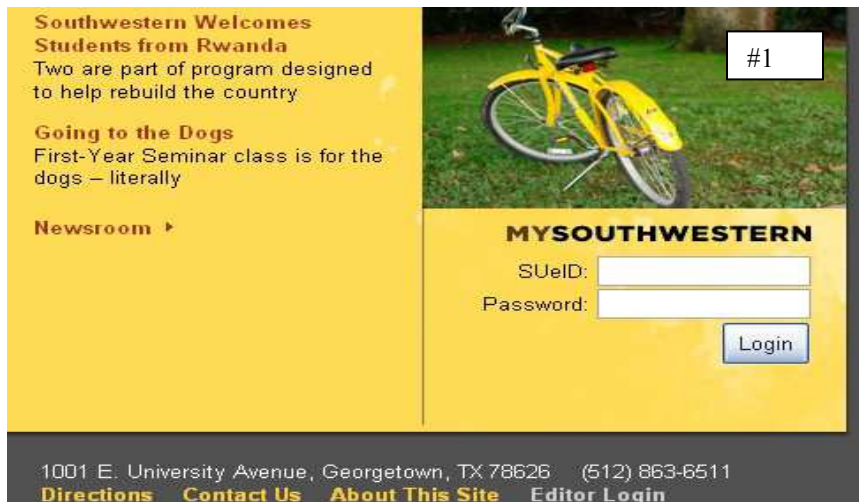 Southwestern Welcomes
Students from Rwanda
Two are part of program designed
to help rebuild the country
Going to the Dogs
First-Year Seminar class is for the
dogs – literally
Newsroom
#1
MYSOUTHWESTERN
SUeID:
Password:
Login
1001 E. University Avenue, Georgetown, TX 78626 (512) 863-6511
Directions Contact Us About This Site Editor Login